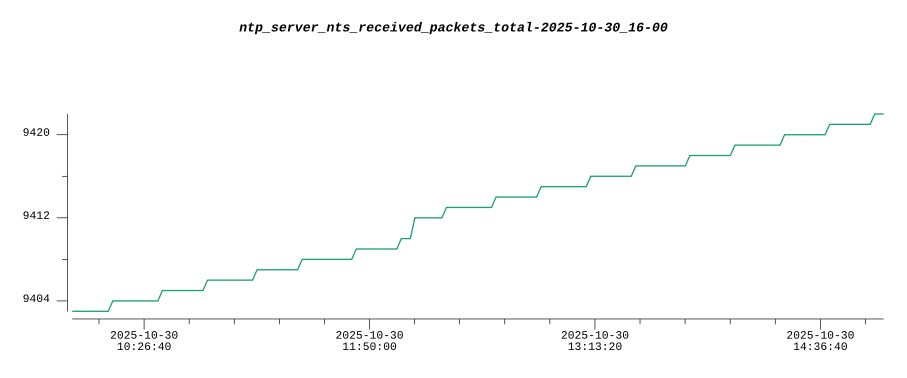 ntp_server_nts_received_packets_total-2025-10-30_16-00
9420
9412
9404
2025-10-30 2025-10-30 2025-10-30 2025-10-30
10:26:40 11:50:00 13:13:20 14:36:40